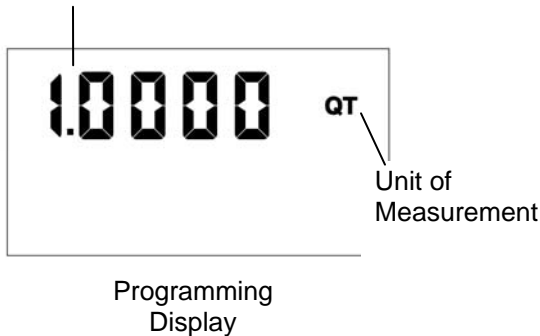 1.0000 QT
Unit of
Measurement
Programming
Display